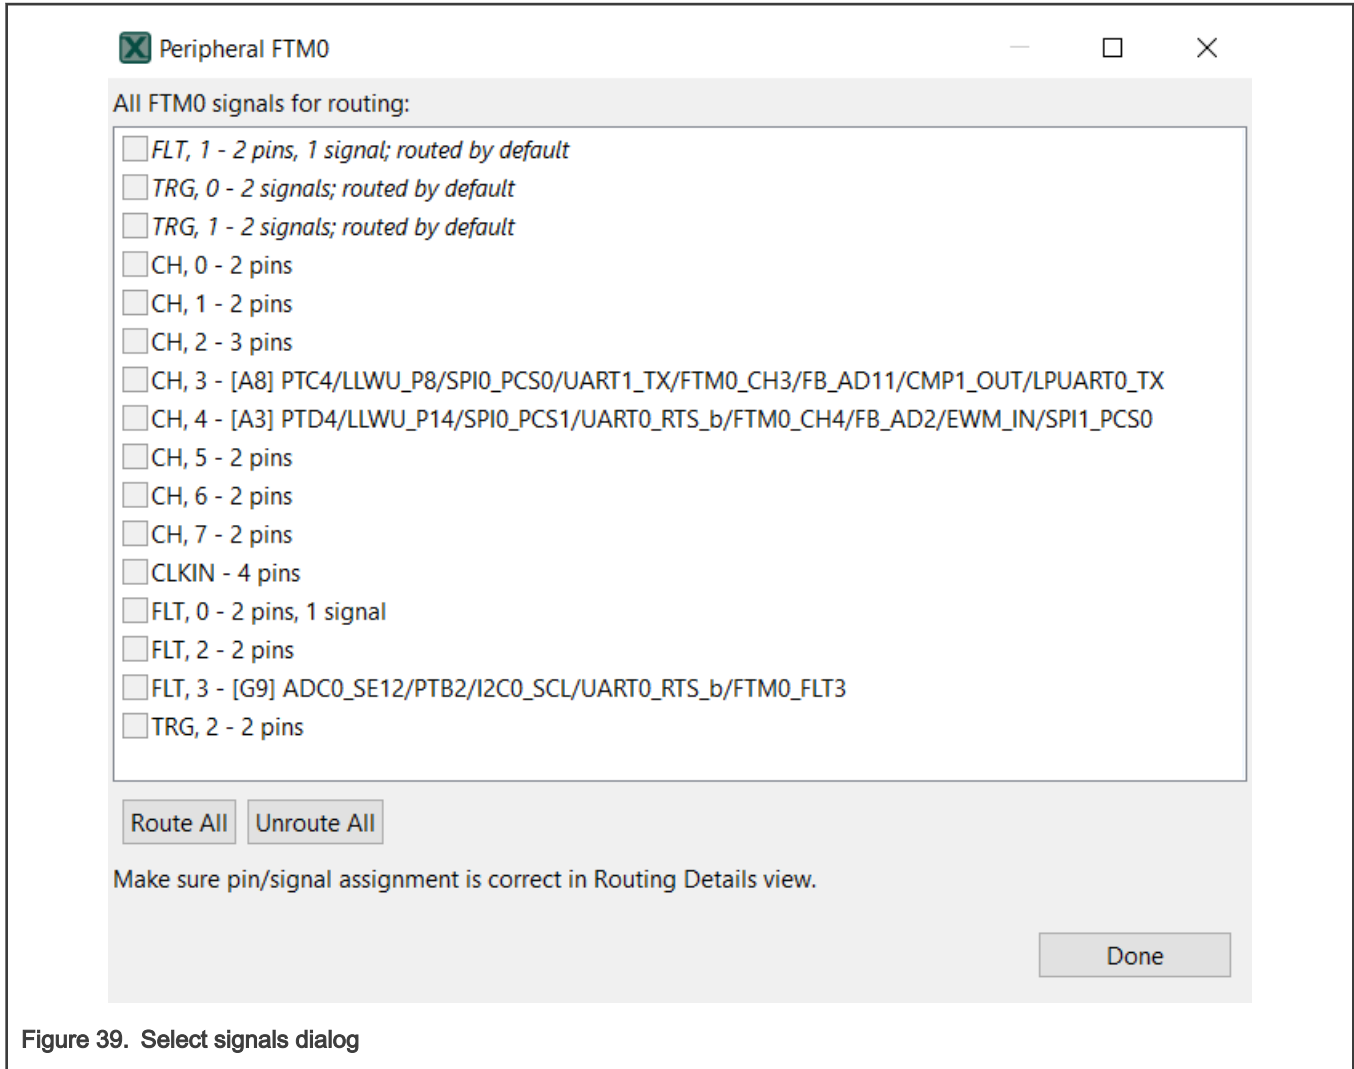 Peripheral FTM0
All FTM0 signals for routing:
FLT, 1 - 2 pins, 1 signal; routed by default
TRG, 0 - 2 signals; routed by default
TRG, 1 - 2 signals; routed by default
CH, 0 - 2 pins
CH, 1 - 2 pins
CH, 2 - 3 pins
CH, 3 - [A8] PTC4/LLWU_P8/SPI0_PCS0/UART1_TX/FTM0_CH3/FB_AD11/CMP1_OUT/LPUART0_TX
CH, 4 - [A3] PTD4/LLWU_P14/SPI0_PCS1/UART0_RTS_b/FTM0_CH4/FB_AD2/EWM_IN/SPI1_PCS0
CH, 5 - 2 pins
CH, 6 - 2 pins
CH, 7 - 2 pins
CLKIN - 4 pins
FLT, 0 - 2 pins, 1 signal
FLT, 2 - 2 pins
FLT, 3 - [G9] ADC0_SE12/PTB2/I2C0_SCL/UART0_RTS_b/FTM0_FLT3
TRG, 2 - 2 pins
Route All Unroute All
Make sure pin/signal assignment is correct in Routing Details view.
Done
Figure 39. Select signals dialog